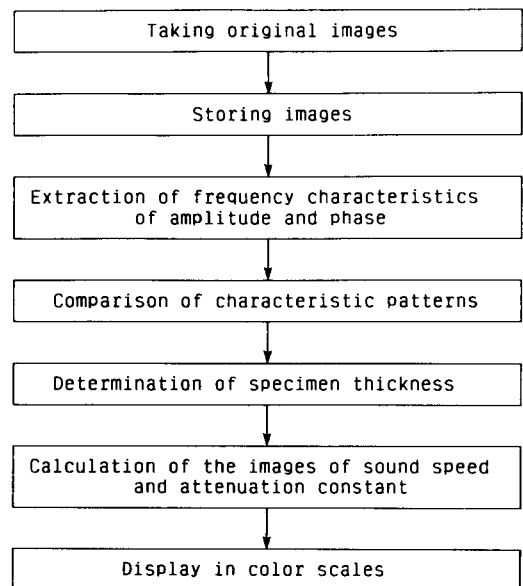 Taking original images
Storing images
Extraction of frequency characteristics
of amplitude and phase
Comparison of characteristic patterns
Determination of specimen thickness
Calculation of the images of sound speed
and attenuation constant
Display in color scales